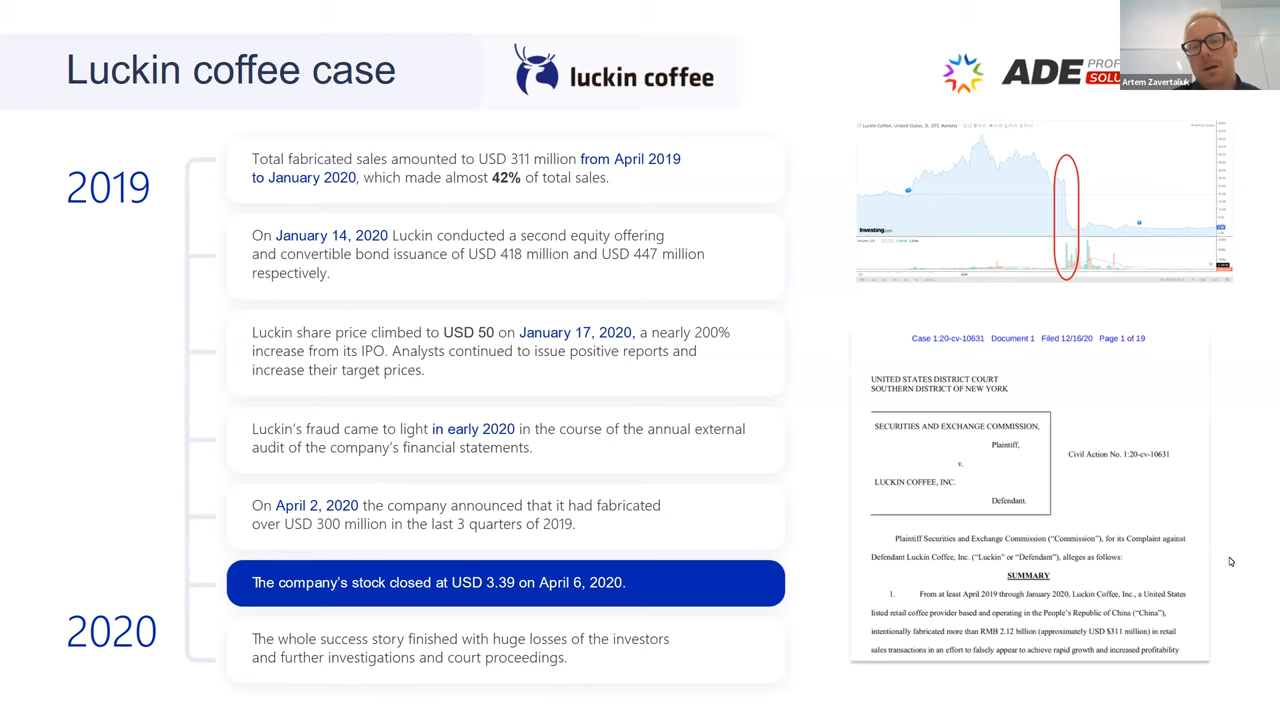 Luckin coffee case
luckin coffee
ADE PROF
SOLU
Artem Zavertaliuk
2019
Total fabricated sales amounted to USD 311 million from April 2019
to January 2020, which made almost 42% of total sales.
On January 14, 2020 Luckin conducted a second equity offering
and convertible bond issuance of USD 418 million and USD 447 million
respectively.
Luckin share price climbed to USD 50 on January 17, 2020, a nearly 200%
increase from its IPO. Analysts continued to issue positive reports and
increase their target prices.
Luckin's fraud came to light in early 2020 in the course of the annual external
audit of the company's financial statements.
On April 2, 2020 the company announced that it had fabricated
over USD 300 million in the last 3 quarters of 2019.
The company's stock closed at USD 3.39 on April 6, 2020.
2020
The whole success story finished with huge losses of the investors
and further investigations and court proceedings.
Luckin Coffee, United States, D, OTC Markets
Investing.com
Case 1:20-cv-10631 Document 1 Filed 12/16/20 Page 1 of 19
UNITED STATES DISTRICT COURT
SOUTHERN DISTRICT OF NEW YORK
SECURITIES AND EXCHANGE COMMISSION,
Plaintiff,
v.
LUCKIN COFFEE, INC.
Defendant.
Civil Action No. 1:20-cv-10631
Plaintiff Securities and Exchange Commission ("Commission"), for its Complaint against
Defendant Luckin Coffee, Inc. ("Luckin" or "Defendant"), alleges as follows:
SUMMARY
1. From at least April 2019 through January 2020, Luckin Coffee, Inc., a United States
listed retail coffee provider based and operating in the People's Republic of China ("China"),
intentionally fabricated more than RMB 2.12 billion (approximately USD $311 million) in retail
sales transactions in an effort to falsely appear to achieve rapid growth and increased profitability